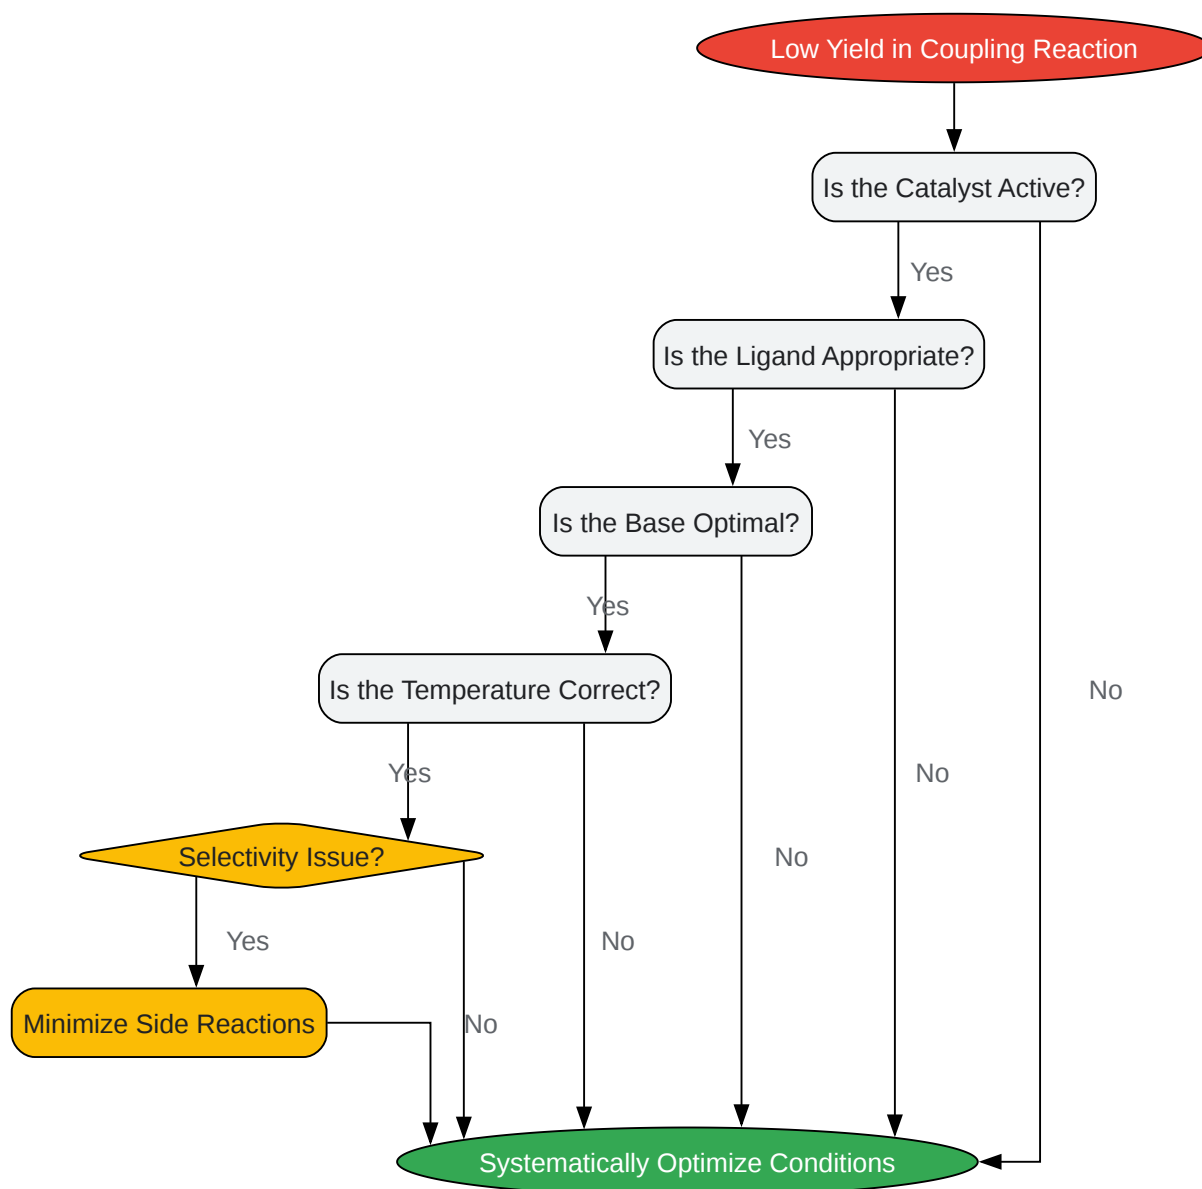 Low Yield in Coupling Reaction
Is the Catalyst Active?
Yes
Is the Ligand Appropriate?
Yes
Is the Base Optimal?
Yes
Is the Temperature Correct?
No
Yes
No
Selectivity Issue?
No
Yes
No
Minimize Side Reactions
No
Systematically Optimize Conditions